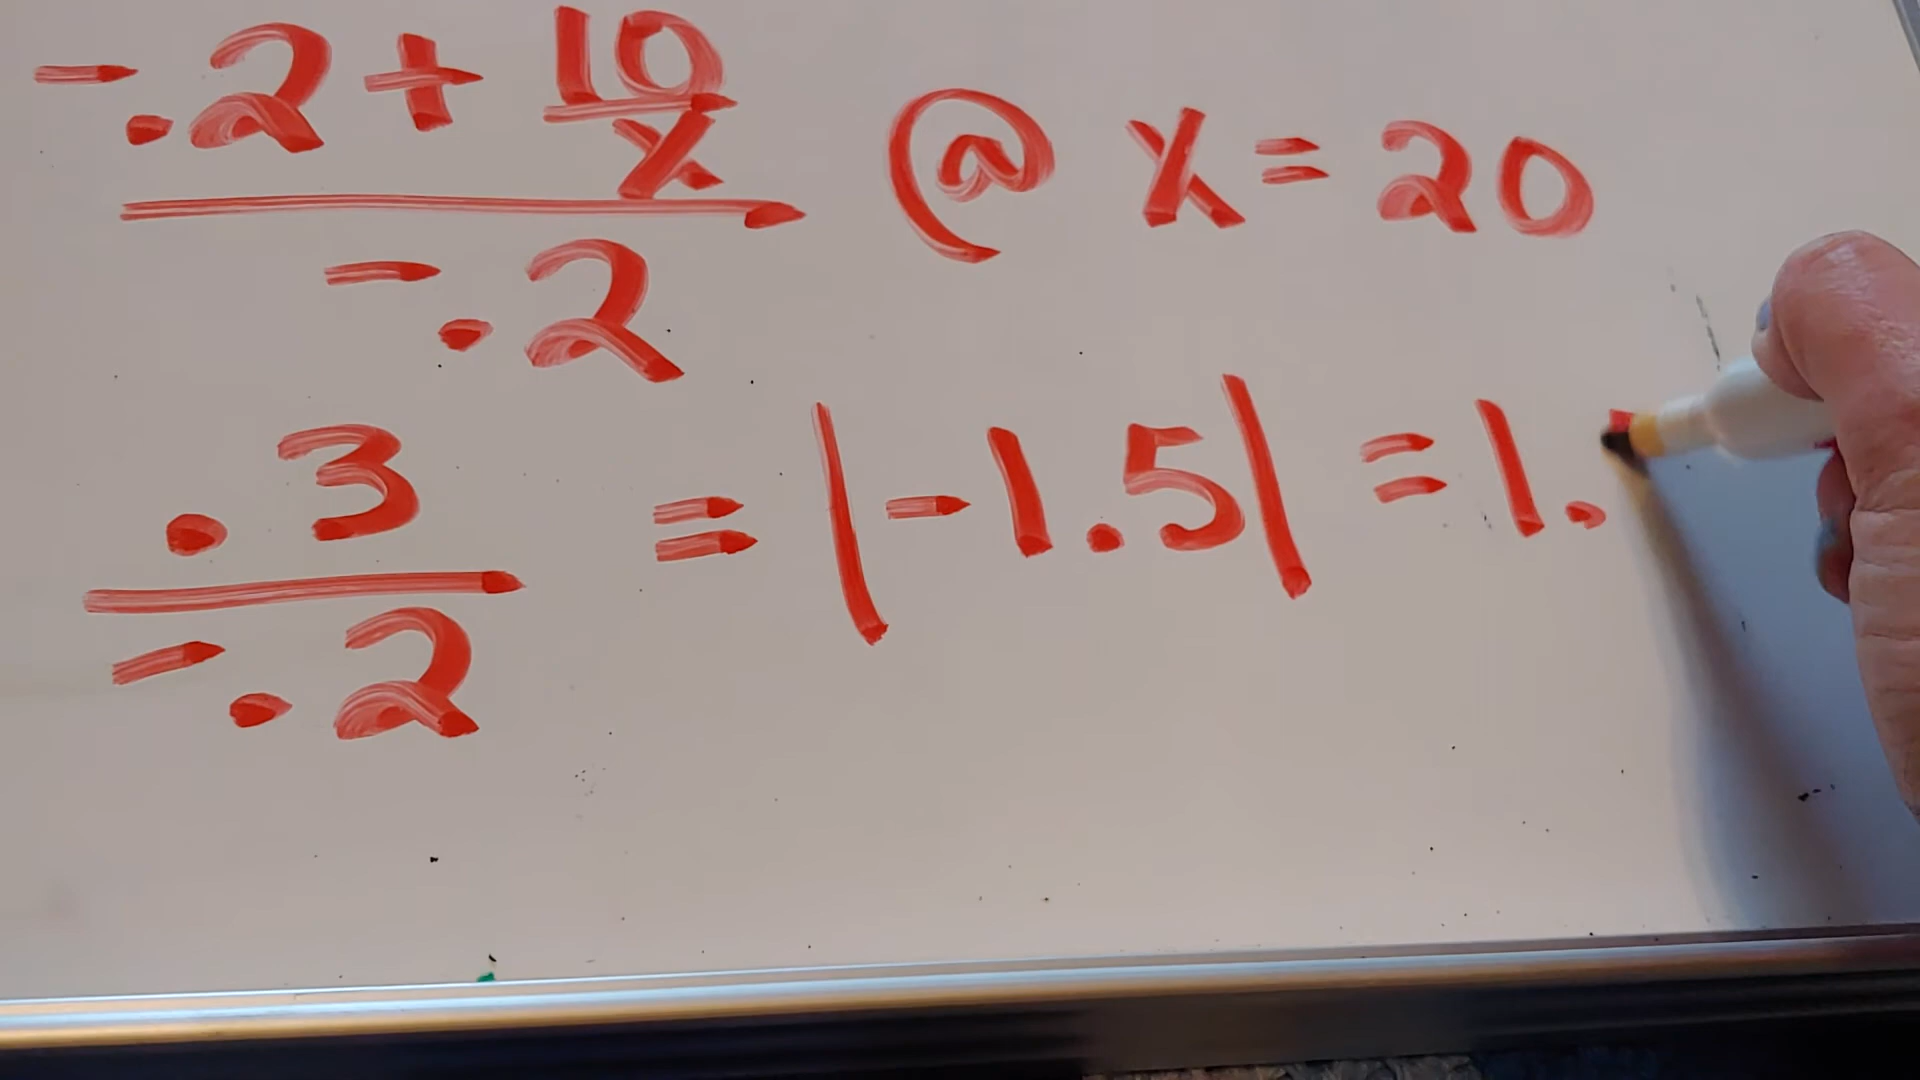 -.2 + 10/x @ x = 20
-.2
.3 = |-1.5| = 1.
-.2